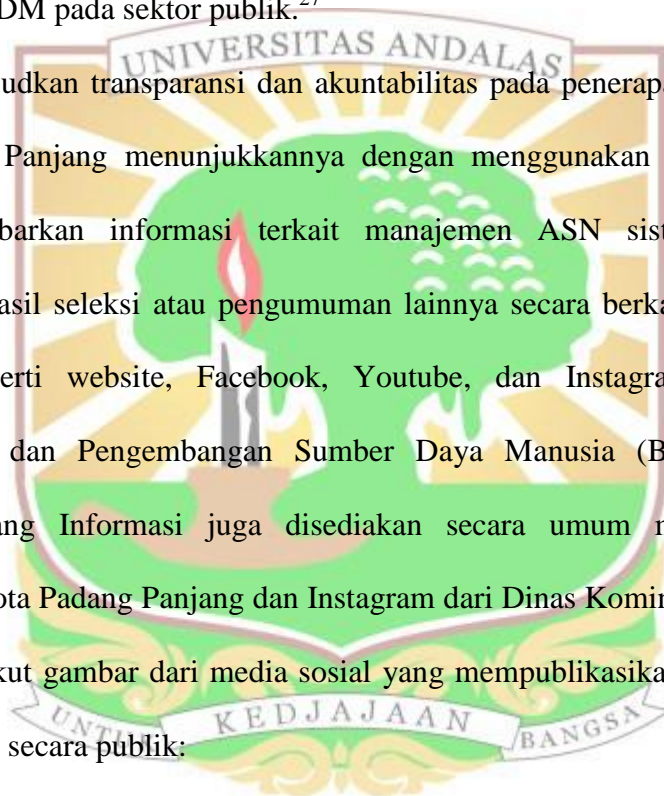 DM pada sektor publik.27
UNIVERSITAS ANDALAS
udkan transparansi dan akuntabilitas pada penerapa
Panjang menunjukkannya dengan menggunakan
barkan informasi terkait manajemen ASN sist
asil seleksi atau pengumuman lainnya secara berka
erti website, Facebook, Youtube, dan Instagra
dan Pengembangan Sumber Daya Manusia (B
ang Informasi juga disediakan secara umum m
ota Padang Panjang dan Instagram dari Dinas Komin
kut gambar dari media sosial yang mempublikasika
UNTUK KEDJAJAAN BANGSA
secara publik: